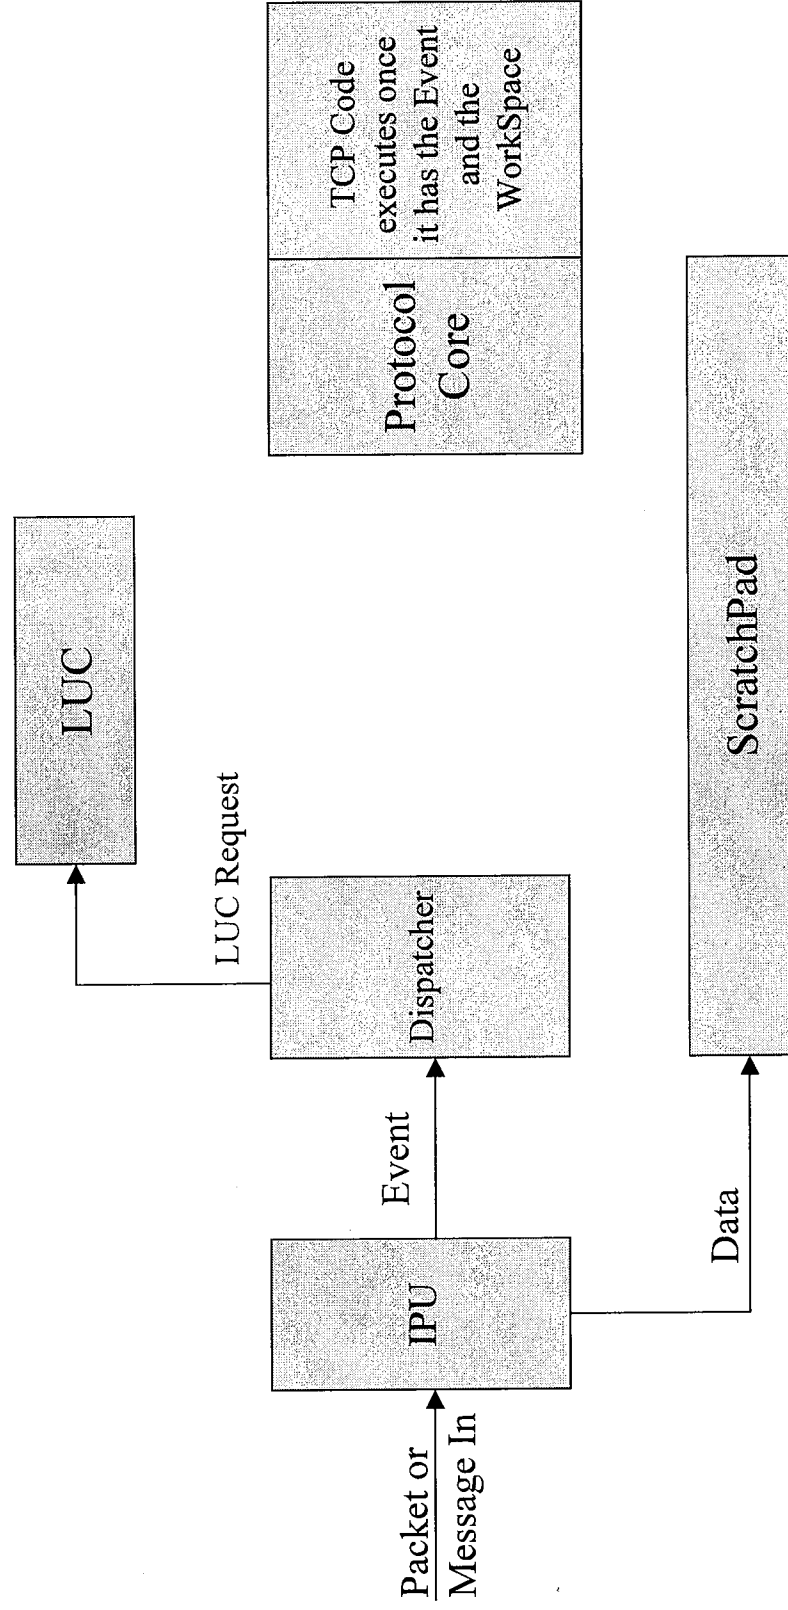 LUC
LUC Request
Packet or
Message In
IPU
Event
Dispatcher
Protocol
Core
TCP Code
executes once
it has the Event
and the
WorkSpace
Data
ScratchPad